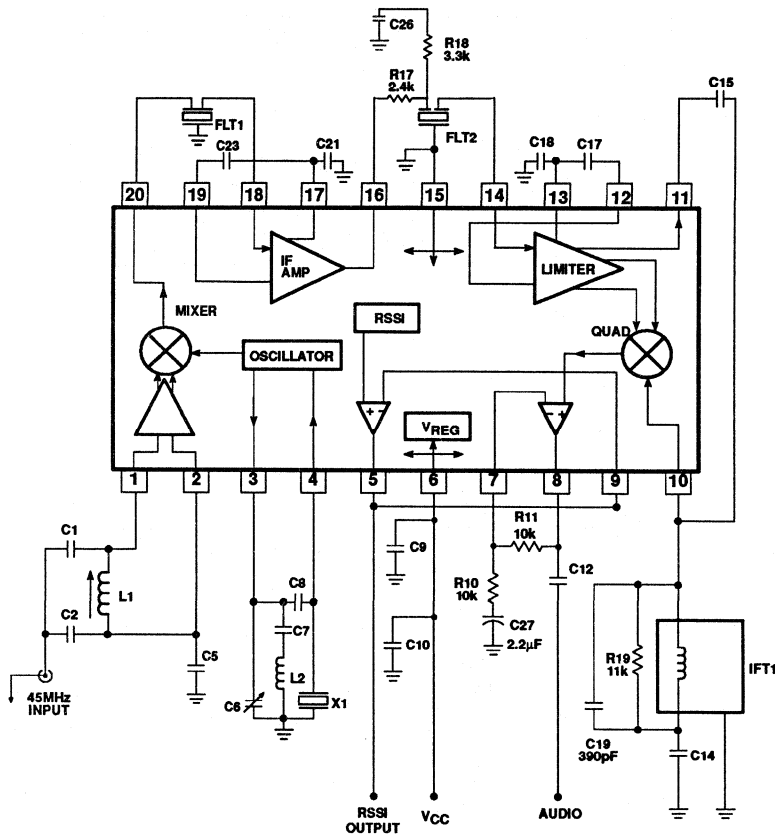 C26
R18
3.3k
R17
2.4k
C15
FLT1
FLT2
C23
C21
C18
C17
20
19
18
17
16
15
14
13
12
11
IF
AMP
LIMITER
MIXER
RSSI
QUAD
OSCILLATOR
+ −
VREG
− +
1
2
3
4
5
6
7
8
9
10
R11
10k
C1
C9
C12
R10
10k
C8
L1
C2
C7
C27
2.2μF
C10
C5
L2
R19
11k
IFT1
C6
X1
45MHz
INPUT
C19
390pF
C14
RSSI
OUTPUT
VCC
AUDIO